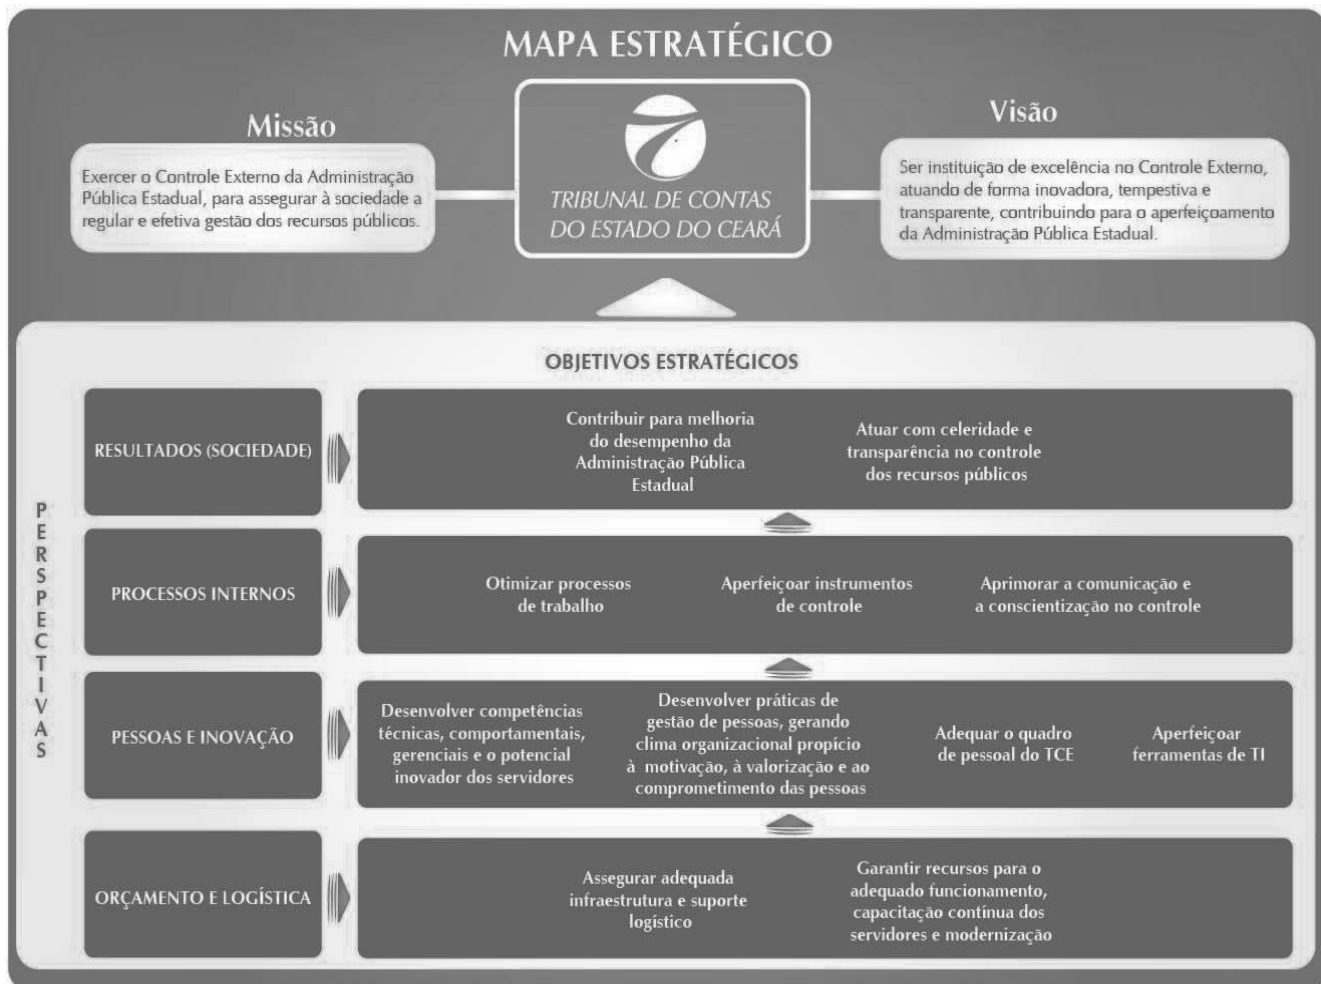 MAPA ESTRATÉGICO
Missão
Exercer o Controle Externo da Administração
Pública Estadual, para assegurar à sociedade a
regular e efetiva gestão dos recursos públicos.
TRIBUNAL DE CONTAS
DO ESTADO DO CEARÁ
Visão
Ser instituição de excelência no Controle Externo,
atuando de forma inovadora, tempestiva e
transparente, contribuindo para o aperfeiçoamento
da Administração Pública Estadual.
OBJETIVOS ESTRATÉGICOS
PERSPECTIVAS
RESULTADOS (SOCIEDADE)
Contribuir para melhoria
do desempenho da
Administração Pública
Estadual
Atuar com celeridade e
transparência no controle
dos recursos públicos
PROCESSOS INTERNOS
Otimizar processos
de trabalho
Aperfeiçoar instrumentos
de controle
Aprimorar a comunicação e
a conscientização no controle
PESSOAS E INOVAÇÃO
Desenvolver competências
técnicas, comportamentais,
gerenciais e o potencial
inovador dos servidores
Desenvolver práticas de
gestão de pessoas, gerando
clima organizacional propício
à motivação, à valorização e ao
comprometimento das pessoas
Adequar o quadro
de pessoal do TCE
Aperfeiçoar
ferramentas de TI
ORÇAMENTO E LOGÍSTICA
Assegurar adequada
infraestrutura e suporte
logístico
Garantir recursos para o
adequado funcionamento,
capacitação contínua dos
servidores e modernização